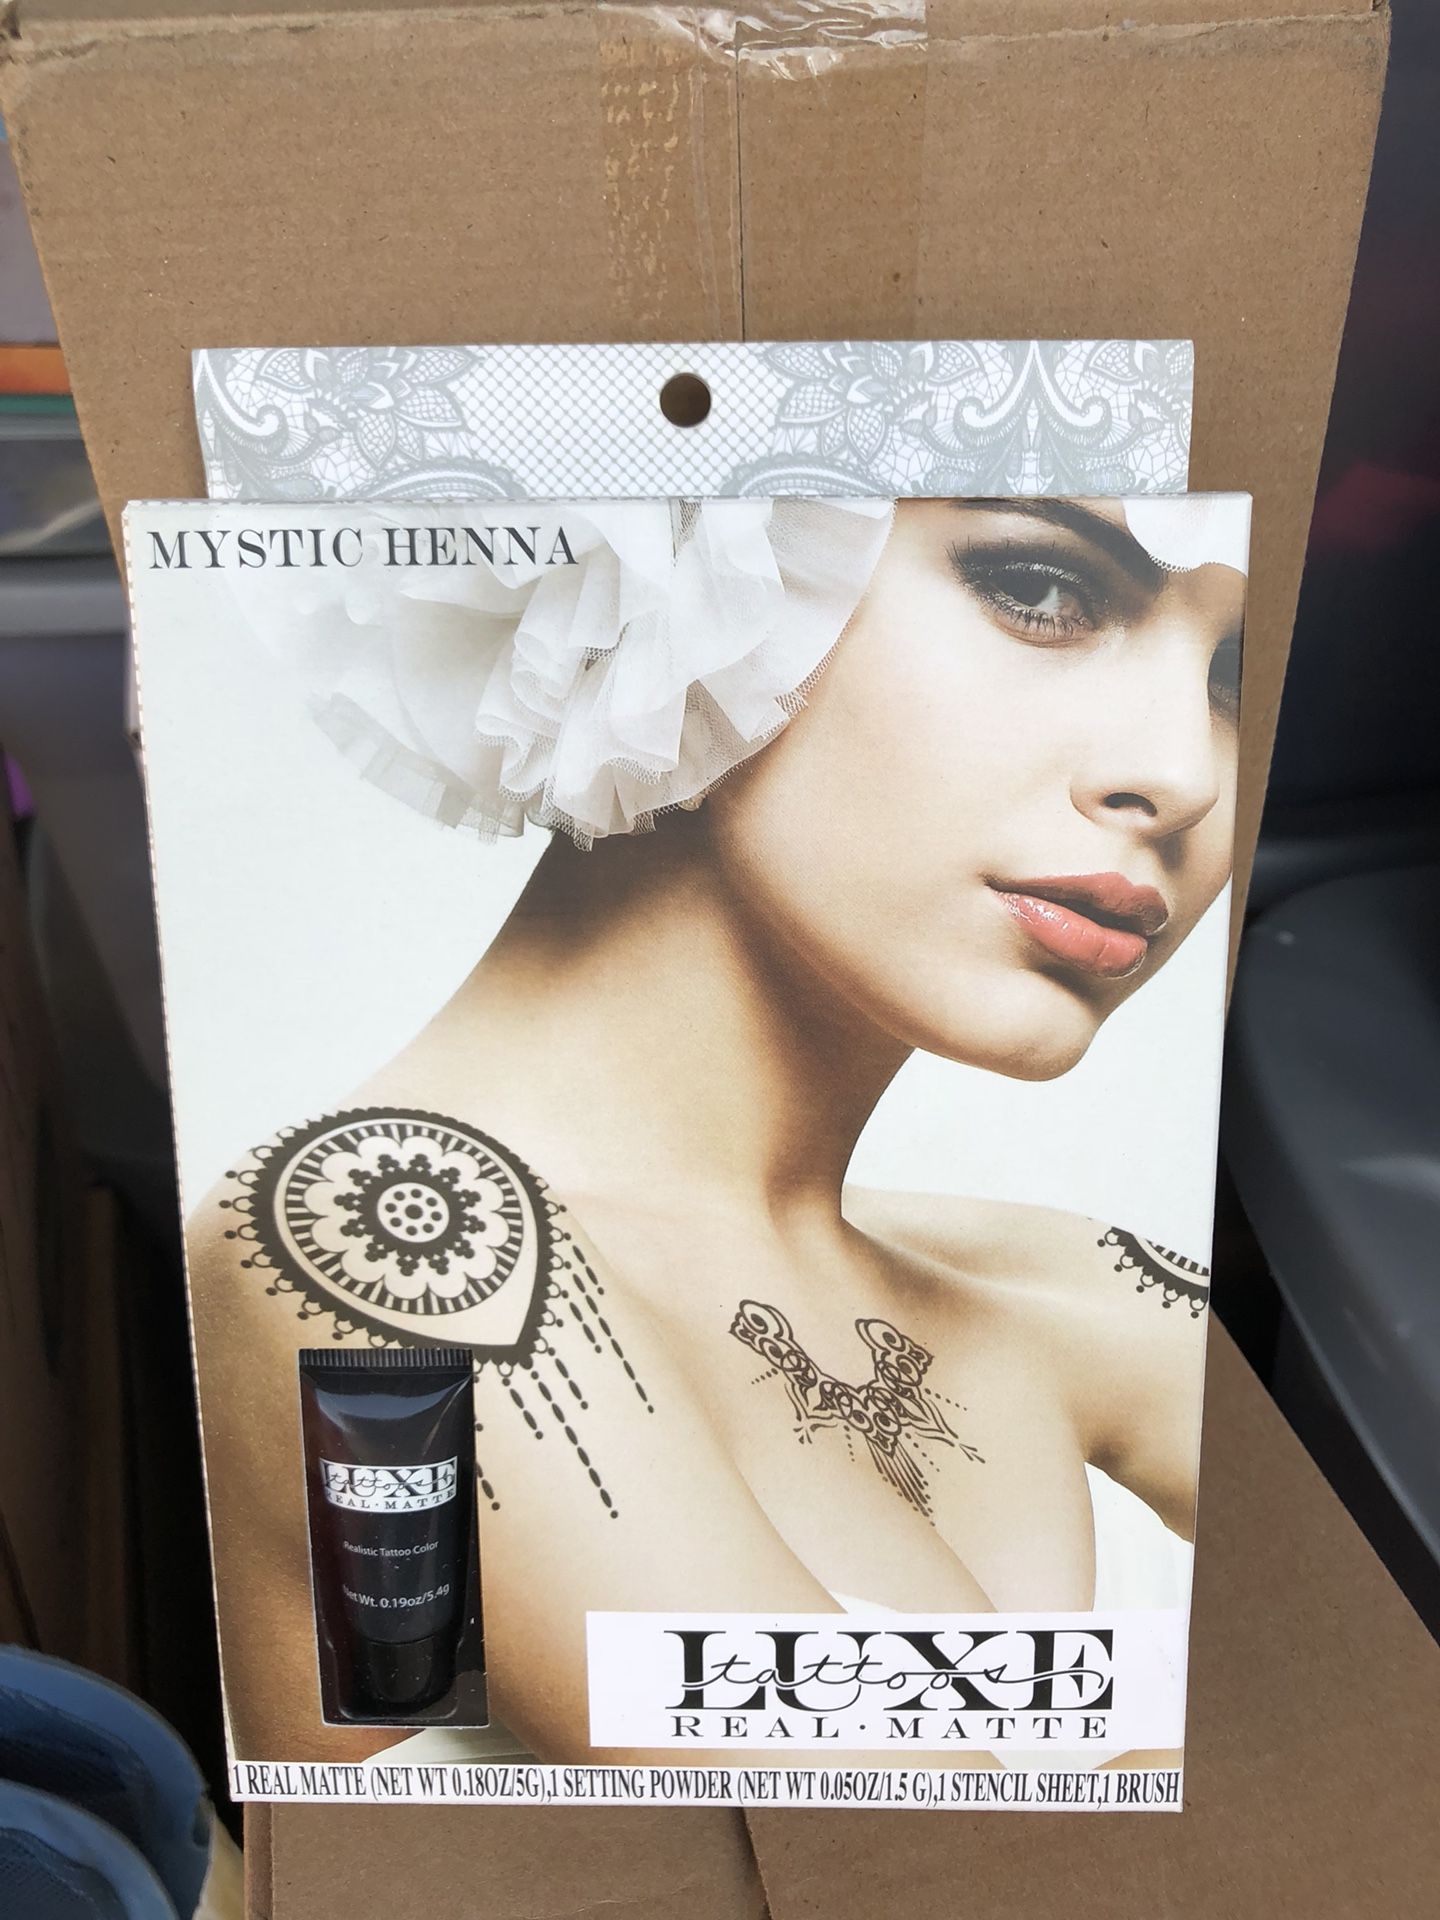 MYSTIC HENNA
LUXE
tattoos
REAL·MATTE
Realistic Tattoo Color
Net Wt. 0.19oz/5.4g
LUXE
tattoos
REAL·MATTE
1 REAL MATTE (NET WT 0.18OZ/5G),1 SETTING POWDER (NET WT 0.05OZ/1.5 G),1 STENCIL SHEET,1 BRUSH